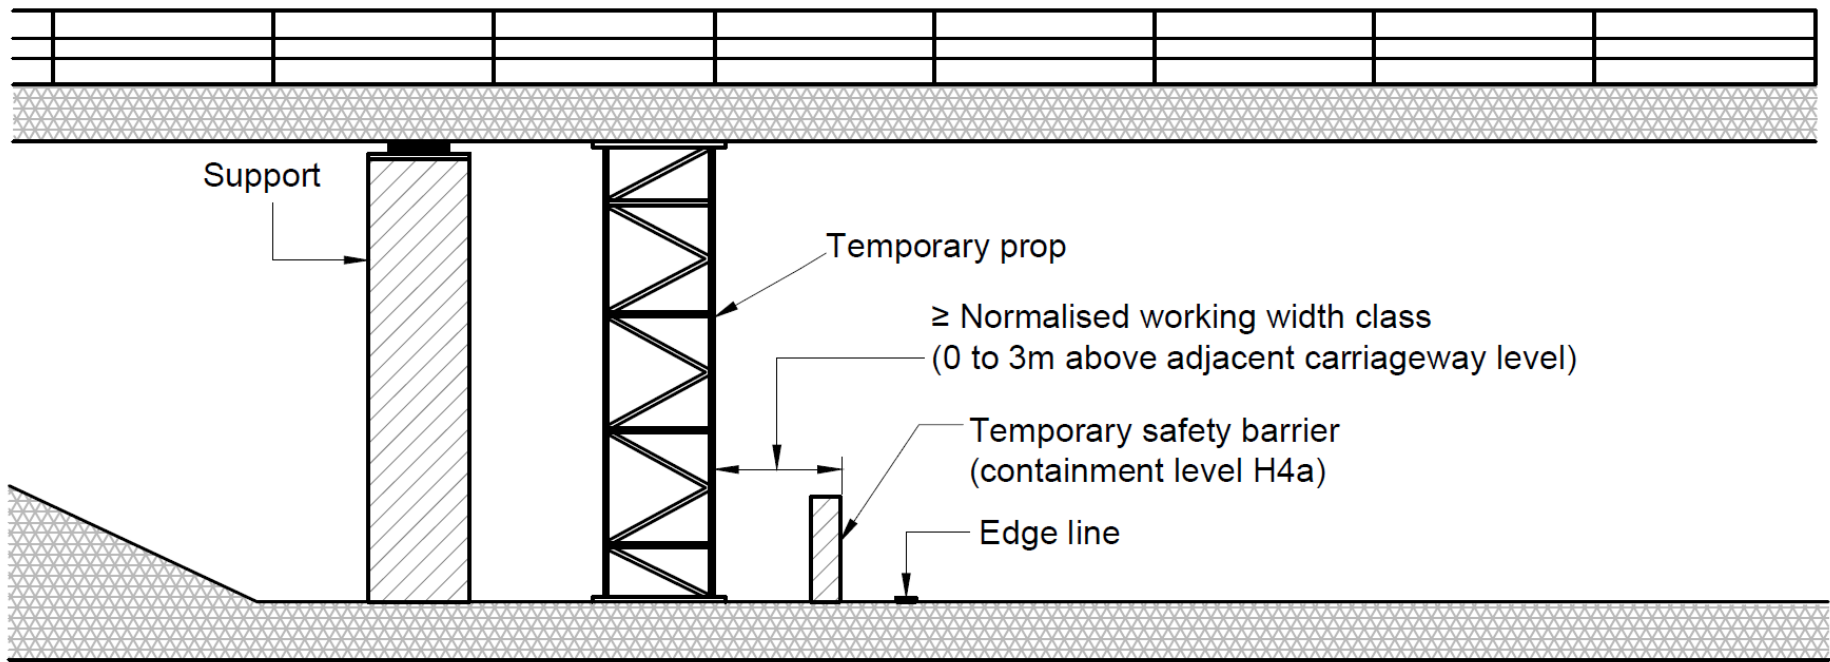 Support
Temporary prop
≥ Normalised working width class
(0 to 3m above adjacent carriageway level)
Temporary safety barrier
(containment level H4a)
Edge line